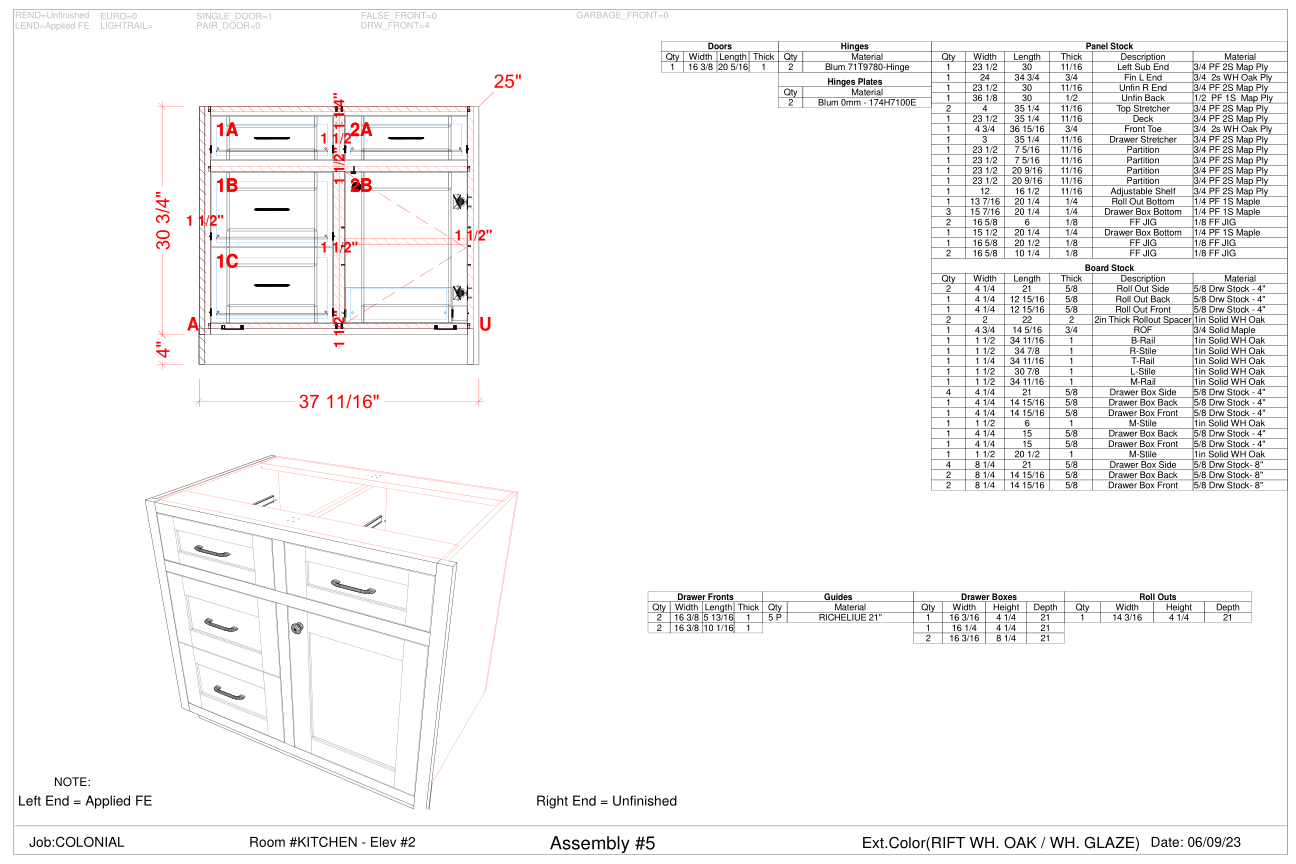 REND=Unfinished EURO=0 SINGLE_DOOR=1 FALSE_FRONT=0 GARBAGE_FRONT=0
LEND=Applied FE LIGHTRAIL= PAIR_DOOR=0 DRW_FRONT=4
Doors
Qty Width Length Thick
1 16 3/8 20 5/16 1
Hinges
Qty Material
2 Blum 71T9780-Hinge
Hinges Plates
Qty Material
2 Blum 0mm - 174H7100E
Panel Stock
Qty Width Length Thick Description Material
1 23 1/2 30 11/16 Left Sub End 3/4 PF 2S Map Ply
1 24 34 3/4 3/4 Fin L End 3/4 2s WH Oak Ply
1 23 1/2 30 11/16 Unfin R End 3/4 PF 2S Map Ply
1 36 1/8 30 1/2 Unfin Back 1/2 PF 1S Map Ply
2 4 35 1/4 11/16 Top Stretcher 3/4 PF 2S Map Ply
1 23 1/2 35 1/4 11/16 Deck 3/4 PF 2S Map Ply
1 4 3/4 36 15/16 3/4 Front Toe 3/4 2s WH Oak Ply
1 3 35 1/4 11/16 Drawer Stretcher 3/4 PF 2S Map Ply
1 23 1/2 7 5/16 11/16 Partition 3/4 PF 2S Map Ply
1 23 1/2 7 5/16 11/16 Partition 3/4 PF 2S Map Ply
1 23 1/2 20 9/16 11/16 Partition 3/4 PF 2S Map Ply
1 23 1/2 20 9/16 11/16 Partition 3/4 PF 2S Map Ply
1 12 16 1/2 11/16 Adjustable Shelf 3/4 PF 2S Map Ply
1 13 7/16 20 1/4 1/4 Roll Out Bottom 1/4 PF 1S Maple
3 15 7/16 20 1/4 1/4 Drawer Box Bottom 1/4 PF 1S Maple
2 16 5/8 6 1/8 FF JIG 1/8 FF JIG
1 15 1/2 20 1/4 1/4 Drawer Box Bottom 1/4 PF 1S Maple
1 16 5/8 20 1/2 1/8 FF JIG 1/8 FF JIG
2 16 5/8 10 1/4 1/8 FF JIG 1/8 FF JIG
Board Stock
Qty Width Length Thick Description Material
2 4 1/4 21 5/8 Roll Out Side 5/8 Drw Stock - 4"
1 4 1/4 12 15/16 5/8 Roll Out Back 5/8 Drw Stock - 4"
1 4 1/4 12 15/16 5/8 Roll Out Front 5/8 Drw Stock - 4"
2 2 22 2 2in Thick Rollout Spacer 1in Solid WH Oak
1 4 3/4 14 5/16 3/4 ROF 3/4 Solid Maple
1 1 1/2 34 11/16 1 B-Rail 1in Solid WH Oak
1 1 1/2 34 7/8 1 R-Stile 1in Solid WH Oak
1 1 1/4 34 11/16 1 T-Rail 1in Solid WH Oak
1 1 1/2 30 7/8 1 L-Stile 1in Solid WH Oak
1 1 1/2 34 11/16 1 M-Rail 1in Solid WH Oak
4 4 1/4 21 5/8 Drawer Box Side 5/8 Drw Stock - 4"
1 4 1/4 14 15/16 5/8 Drawer Box Back 5/8 Drw Stock - 4"
1 4 1/4 14 15/16 5/8 Drawer Box Front 5/8 Drw Stock - 4"
1 1 1/2 6 1 M-Stile 1in Solid WH Oak
1 4 1/4 15 5/8 Drawer Box Back 5/8 Drw Stock - 4"
1 4 1/4 15 5/8 Drawer Box Front 5/8 Drw Stock - 4"
1 1 1/2 20 1/2 1 M-Stile 1in Solid WH Oak
4 8 1/4 21 5/8 Drawer Box Side 5/8 Drw Stock- 8"
2 8 1/4 14 15/16 5/8 Drawer Box Back 5/8 Drw Stock- 8"
2 8 1/4 14 15/16 5/8 Drawer Box Front 5/8 Drw Stock- 8"
25"
1 1/4"
1A
1 1/2"
2A
1 1/2"
1B
2B
30 3/4"
1 1/2"
1 1/2"
1 1/2"
1C
A
U
1 1/2"
4"
37 11/16"
Drawer Fronts
Qty Width Length Thick
2 16 3/8 5 13/16 1
2 16 3/8 10 1/16 1
Guides
Qty Material
5 P RICHELIUE 21"
Drawer Boxes
Qty Width Height Depth
1 16 3/16 4 1/4 21
1 16 1/4 4 1/4 21
2 16 3/16 8 1/4 21
Roll Outs
Qty Width Height Depth
1 14 3/16 4 1/4 21
NOTE:
Left End = Applied FE
Right End = Unfinished
Job:COLONIAL Room #KITCHEN - Elev #2 Assembly #5 Ext.Color(RIFT WH. OAK / WH. GLAZE) Date: 06/09/23